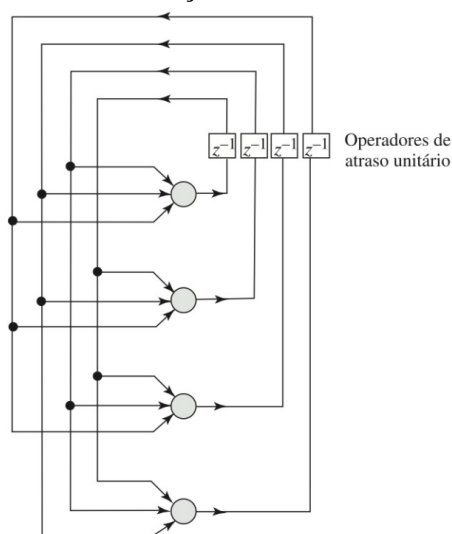 z⁻¹ z⁻¹ z⁻¹ z⁻¹
Operadores de
atraso unitário